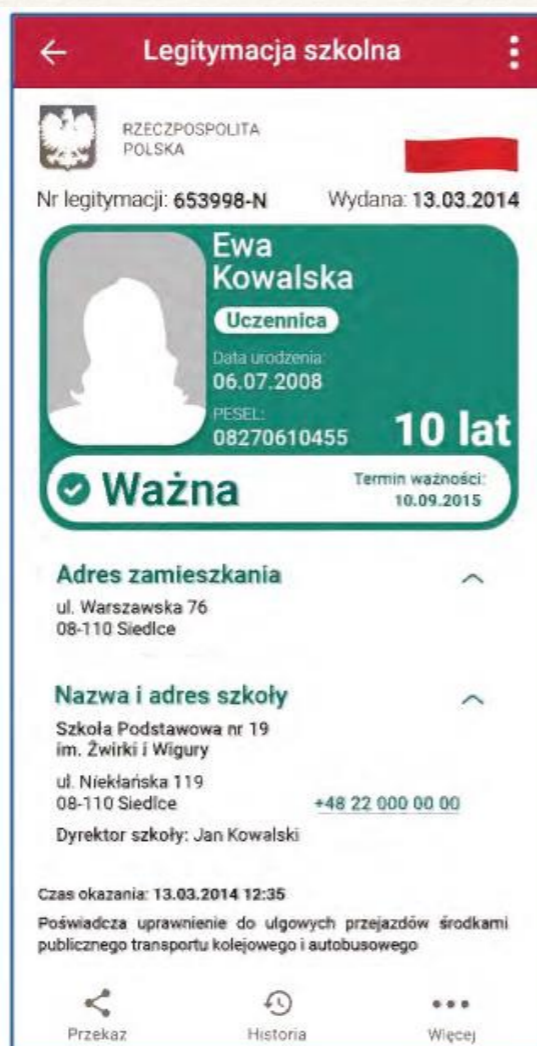 Legitymacja szkolna
RZECZPOSPOLITA
POLSKA
Nr legitymacji: 653998-N Wydana: 13.03.2014
Ewa
Kowalska
Uczennica
Data urodzenia:
06.07.2008
PESEL:
08270610455
10 lat
Ważna
Termin ważności:
10.09.2015
Adres zamieszkania
ul. Warszawska 76
08-110 Siedlce
Nazwa i adres szkoły
Szkoła Podstawowa nr 19
im. Żwirki i Wigury
ul. Niekłańska 119
08-110 Siedlce +48 22 000 00 00
Dyrektor szkoły: Jan Kowalski
Czas okazania: 13.03.2014 12:35
Poświadcza uprawnienie do ulgowych przejazdów środkami
publicznego transportu kolejowego i autobusowego
Przekaz Historia Więcej